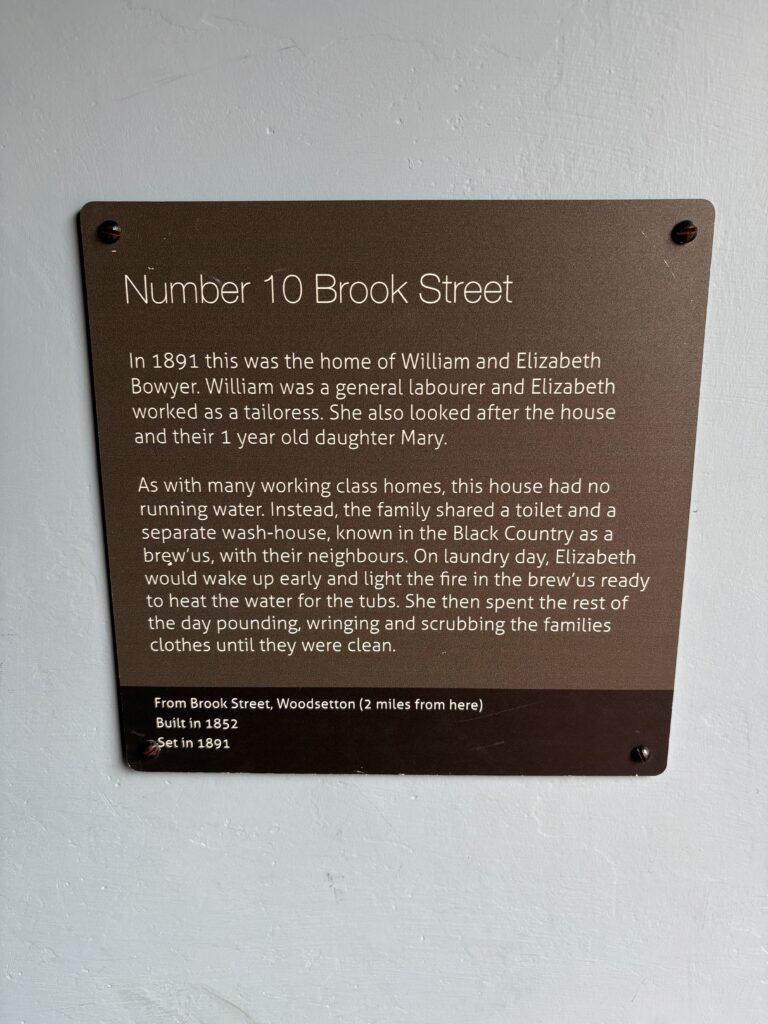 Number 10 Brook Street
In 1891 this was the home of William and Elizabeth
Bowyer. William was a general labourer and Elizabeth
worked as a tailoress. She also looked after the house
and their 1 year old daughter Mary.
As with many working class homes, this house had no
running water. Instead, the family shared a toilet and a
separate wash-house, known in the Black Country as a
brew'us, with their neighbours. On laundry day, Elizabeth
would wake up early and light the fire in the brew'us ready
to heat the water for the tubs. She then spent the rest of
the day pounding, wringing and scrubbing the families
clothes until they were clean.
From Brook Street, Woodsetton (2 miles from here)
Built in 1852
Set in 1891